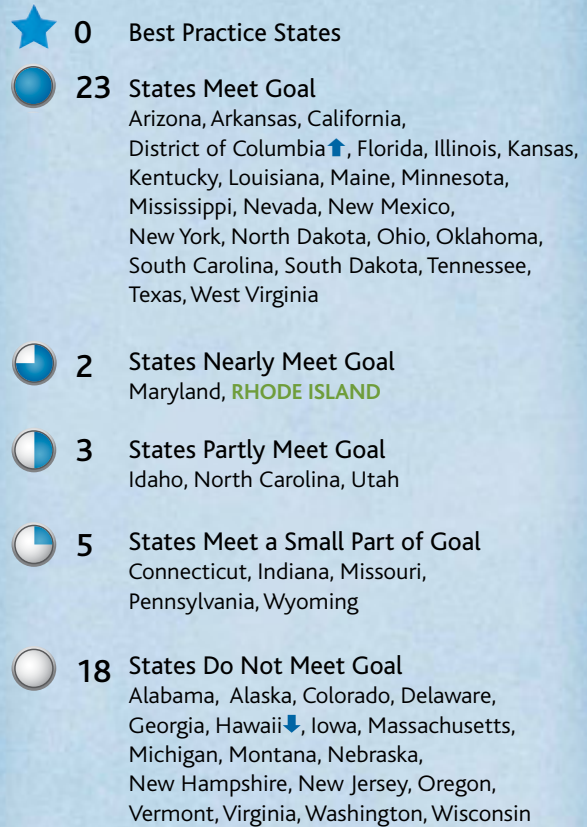 0 Best Practice States
23 States Meet Goal
Arizona, Arkansas, California,
District of Columbia⬆, Florida, Illinois, Kansas,
Kentucky, Louisiana, Maine, Minnesota,
Mississippi, Nevada, New Mexico,
New York, North Dakota, Ohio, Oklahoma,
South Carolina, South Dakota, Tennessee,
Texas, West Virginia
2 States Nearly Meet Goal
Maryland, RHODE ISLAND
3 States Partly Meet Goal
Idaho, North Carolina, Utah
5 States Meet a Small Part of Goal
Connecticut, Indiana, Missouri,
Pennsylvania, Wyoming
18 States Do Not Meet Goal
Alabama, Alaska, Colorado, Delaware,
Georgia, Hawaii⬇, Iowa, Massachusetts,
Michigan, Montana, Nebraska,
New Hampshire, New Jersey, Oregon,
Vermont, Virginia, Washington, Wisconsin